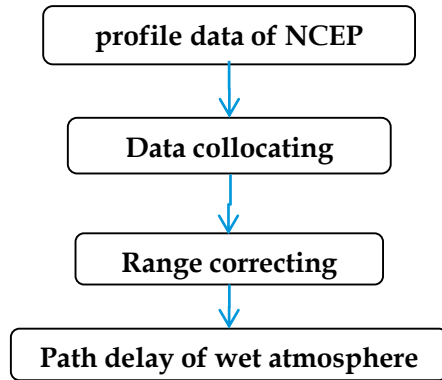 profile data of NCEP
Data collocating
Range correcting
Path delay of wet atmosphere